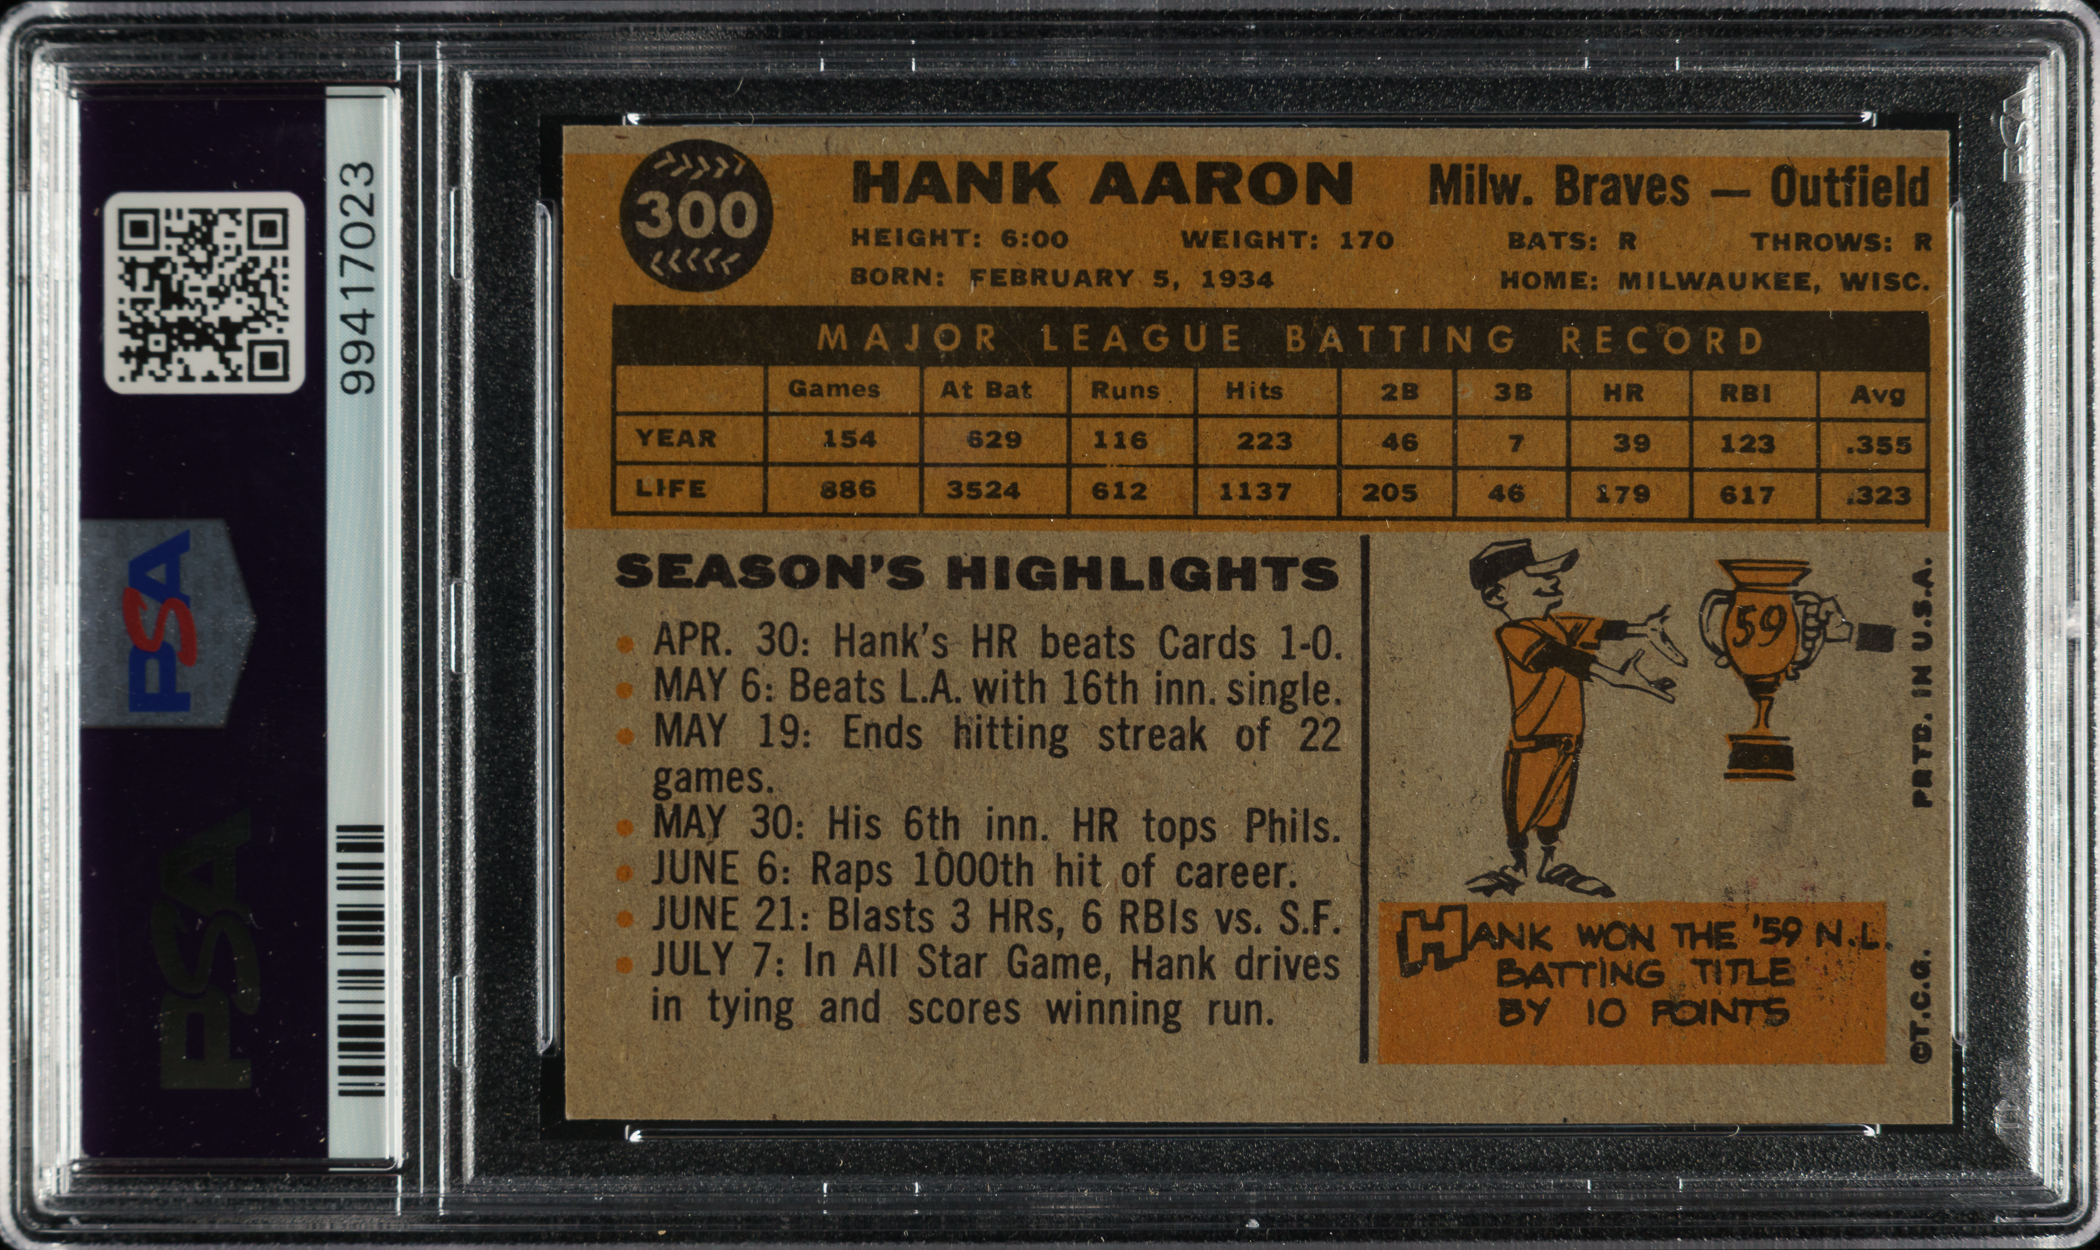 99417023
PSA
PSA
PSA
300
HANK AARON Milw. Braves — Outfield
HEIGHT: 6:00 WEIGHT: 170 BATS: R THROWS: R
BORN: FEBRUARY 5, 1934 HOME: MILWAUKEE, WISC.
MAJOR LEAGUE BATTING RECORD
Games At Bat Runs Hits 2B 3B HR RBI Avg
YEAR 154 629 116 223 46 7 39 123 .355
LIFE 886 3524 612 1137 205 46 179 617 .323
SEASON'S HIGHLIGHTS
• APR. 30: Hank's HR beats Cards 1-0.
• MAY 6: Beats L.A. with 16th inn. single.
• MAY 19: Ends hitting streak of 22
games.
• MAY 30: His 6th inn. HR tops Phils.
• JUNE 6: Raps 1000th hit of career.
• JUNE 21: Blasts 3 HRs, 6 RBIs vs. S.F.
• JULY 7: In All Star Game, Hank drives
in tying and scores winning run.
59
HANK WON THE '59 N.L.
BATTING TITLE
BY 10 POINTS
©T.C.G. PRTD. IN U.S.A.